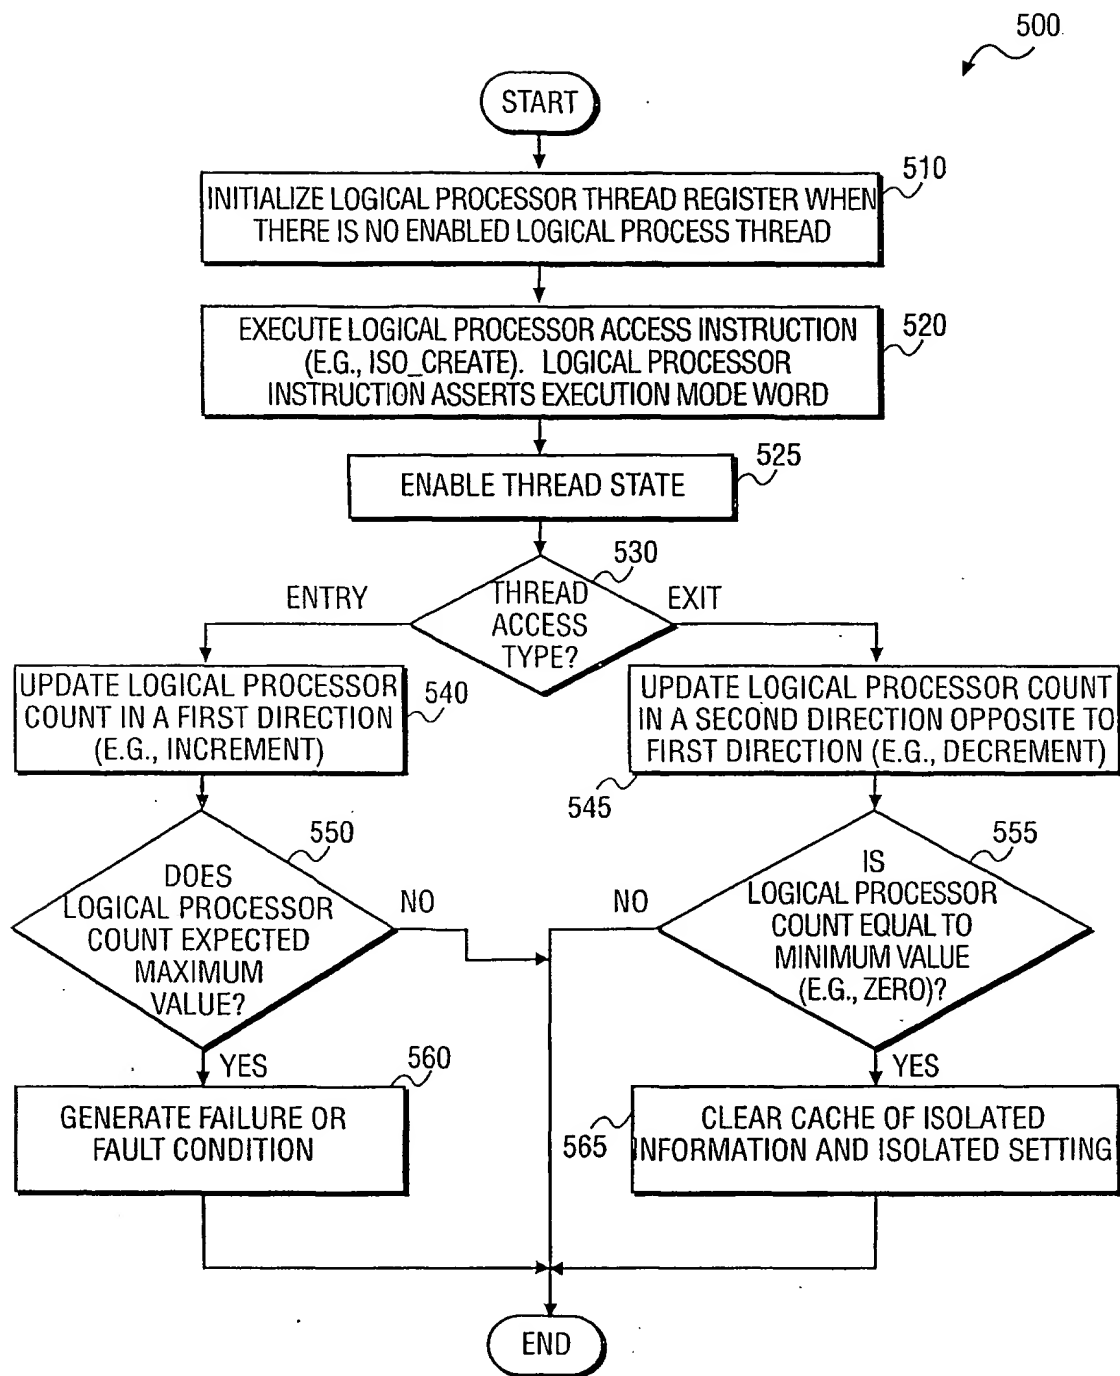 500
START
510
INITIALIZE LOGICAL PROCESSOR THREAD REGISTER WHEN
THERE IS NO ENABLED LOGICAL PROCESS THREAD
EXECUTE LOGICAL PROCESSOR ACCESS INSTRUCTION
(E.G., ISO_CREATE). LOGICAL PROCESSOR
INSTRUCTION ASSERTS EXECUTION MODE WORD
520
ENABLE THREAD STATE
525
530
ENTRY
THREAD
ACCESS
TYPE?
EXIT
UPDATE LOGICAL PROCESSOR
COUNT IN A FIRST DIRECTION
(E.G., INCREMENT)
540
UPDATE LOGICAL PROCESSOR COUNT
IN A SECOND DIRECTION OPPOSITE TO
FIRST DIRECTION (E.G., DECREMENT)
545
550
DOES
LOGICAL PROCESSOR
COUNT EXPECTED
MAXIMUM
VALUE?
NO
555
IS
LOGICAL PROCESSOR
COUNT EQUAL TO
MINIMUM VALUE
(E.G., ZERO)?
NO
YES
560
GENERATE FAILURE OR
FAULT CONDITION
YES
565
CLEAR CACHE OF ISOLATED
INFORMATION AND ISOLATED SETTING
END